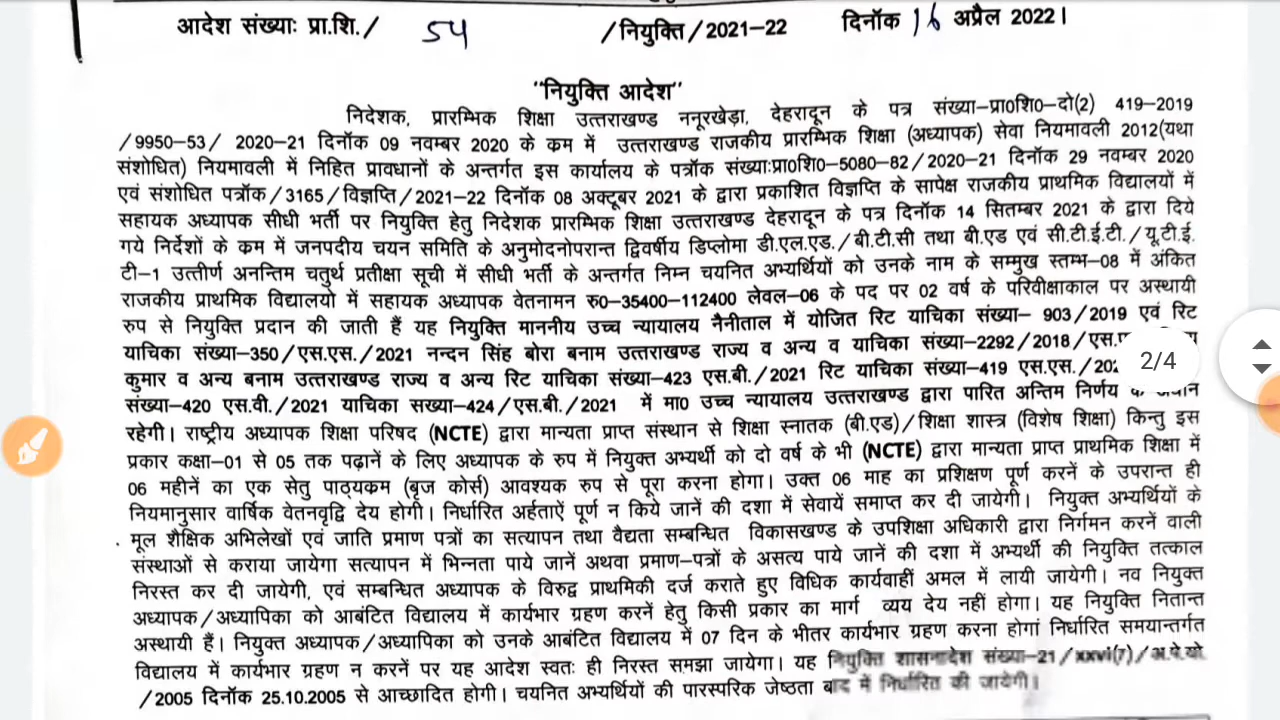 आदेश संख्याः प्रा.शि./ 54 /नियुक्ति/2021–22 दिनॉक 16 अप्रैल 2022।
"नियुक्ति आदेश"
निदेशक, प्रारम्भिक शिक्षा उत्तराखण्ड ननूरखेड़ा, देहरादून के पत्र संख्या–प्रा0शि0–दो(2) 419–2019
/9950–53/ 2020–21 दिनॉक 09 नवम्बर 2020 के कम में उत्तराखण्ड राजकीय प्रारम्भिक शिक्षा (अध्यापक) सेवा नियमावली 2012(यथा
संशोधित) नियमावली में निहित प्रावधानों के अन्तर्गत इस कार्यालय के पत्रॉक संख्याःप्रा0शि0–5080–82/2020–21 दिनॉक 29 नवम्बर 2020
एवं संशोधित पत्रॉक/3165/विज्ञप्ति/2021–22 दिनॉक 08 अक्टूबर 2021 के द्वारा प्रकाशित विज्ञप्ति के सापेक्ष राजकीय प्राथमिक विद्यालयों में
सहायक अध्यापक सीधी भर्ती पर नियुक्ति हेतु निदेशक प्रारम्भिक शिक्षा उत्तराखण्ड देहरादून के पत्र दिनॉक 14 सितम्बर 2021 के द्वारा दिये
गये निर्देशों के कम में जनपदीय चयन समिति के अनुमोदनोपरान्त द्विवर्षीय डिप्लोमा डी.एल.एड./बी.टी.सी तथा बी.एड एवं सी.टी.ई.टी./यू.टी.ई.
टी–1 उत्तीर्ण अनन्तिम चतुर्थ प्रतीक्षा सूची में सीधी भर्ती के अन्तर्गत निम्न चयनित अभ्यर्थियों को उनके नाम के सम्मुख स्तम्भ–08 में अंकित
राजकीय प्राथमिक विद्यालयो में सहायक अध्यापक वेतनामन रु0–35400–112400 लेवल–06 के पद पर 02 वर्ष के परिवीक्षाकाल पर अस्थायी
रुप से नियुक्ति प्रदान की जाती हैं यह नियुक्ति माननीय उच्च न्यायालय नैनीताल में योजित रिट याचिका संख्या– 903/2019 एवं रिट
याचिका संख्या–350/एस.एस./2021 नन्दन सिंह बोरा बनाम उत्तराखण्ड राज्य व अन्य व याचिका संख्या–2292/2018/एस.
कुमार व अन्य बनाम उत्तराखण्ड राज्य व अन्य रिट याचिका संख्या–423 एस.बी./2021 रिट याचिका संख्या–419 एस.एस./
संख्या–420 एस.वी./2021 याचिका सख्या–424/एस.बी./2021 में मा0 उच्च न्यायालय उत्तराखण्ड द्वारा पारित अन्तिम निर्णय
रहेगी। राष्ट्रीय अध्यापक शिक्षा परिषद (NCTE) द्वारा मान्यता प्राप्त संस्थान से शिक्षा स्नातक (बी.एड)/शिक्षा शास्त्र (विशेष शिक्षा) किन्तु इस
प्रकार कक्षा–01 से 05 तक पढ़ानें के लिए अध्यापक के रुप में नियुक्त अभ्यर्थी को दो वर्ष के भी (NCTE) द्वारा मान्यता प्राप्त प्राथमिक शिक्षा में
06 महीनें का एक सेतु पाठ्यकम (बृज कोर्स) आवश्यक रुप से पूरा करना होगा। उक्त 06 माह का प्रशिक्षण पूर्ण करनें के उपरान्त ही
नियमानुसार वार्षिक वेतनवृद्वि देय होगी। निर्धारित अर्हताऐं पूर्ण न किये जानें की दशा में सेवायें समाप्त कर दी जायेगी। नियुक्त अभ्यर्थियों के
मूल शैक्षिक अभिलेखों एवं जाति प्रमाण पत्रों का सत्यापन तथा वैद्यता सम्बन्धित विकासखण्ड के उपशिक्षा अधिकारी द्वारा निर्गमन करनें वाली
संस्थाओं से कराया जायेगा सत्यापन में भिन्नता पाये जानें अथवा प्रमाण–पत्रों के असत्य पाये जानें की दशा में अभ्यर्थी की नियुक्ति तत्काल
निरस्त कर दी जायेगी, एवं सम्बन्धित अध्यापक के विरुद्व प्राथमिकी दर्ज कराते हुए विधिक कार्यवाहीं अमल में लायी जायेगी। नव नियुक्त
अध्यापक/अध्यापिका को आबंटित विद्यालय में कार्यभार ग्रहण करनें हेतु किसी प्रकार का मार्ग व्यय देय नहीं होगा। यह नियुक्ति नितान्त
अस्थायी हैं। नियुक्त अध्यापक/अध्यापिका को उनके आबंटित विद्यालय में 07 दिन के भीतर कार्यभार ग्रहण करना होगां निर्धारित समयान्तर्गत
विद्यालय में कार्यभार ग्रहण न करनें पर यह आदेश स्वतः ही निरस्त समझा जायेगा। यह नियुक्ति शासनादेश संख्या–21/xxvi(7)/अ.पे.यो.
/2005 दिनॉक 25.10.2005 से आच्छादित होगी। चयनित अभ्यर्थियों की पारस्परिक जेष्ठता बाद में निर्धारित की जायेगी।
2/4